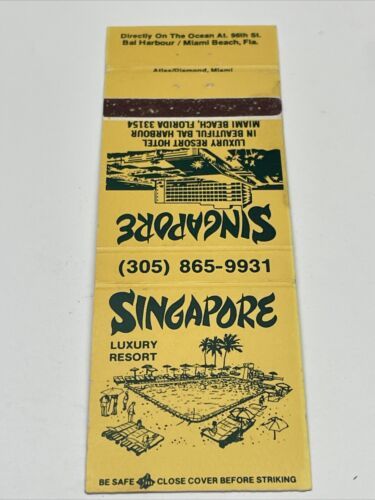 Directly On The Ocean At. 96th St.
Bal Harbour / Miami Beach, Fla.
Atlas/Diamond, Miami
SINGAPORE
LUXURY RESORT HOTEL
IN BEAUTIFUL BAL HARBOUR
MIAMI BEACH, FLORIDA 33154
(305) 865-9931
SINGAPORE
LUXURY
RESORT
BE SAFE CLOSE COVER BEFORE STRIKING